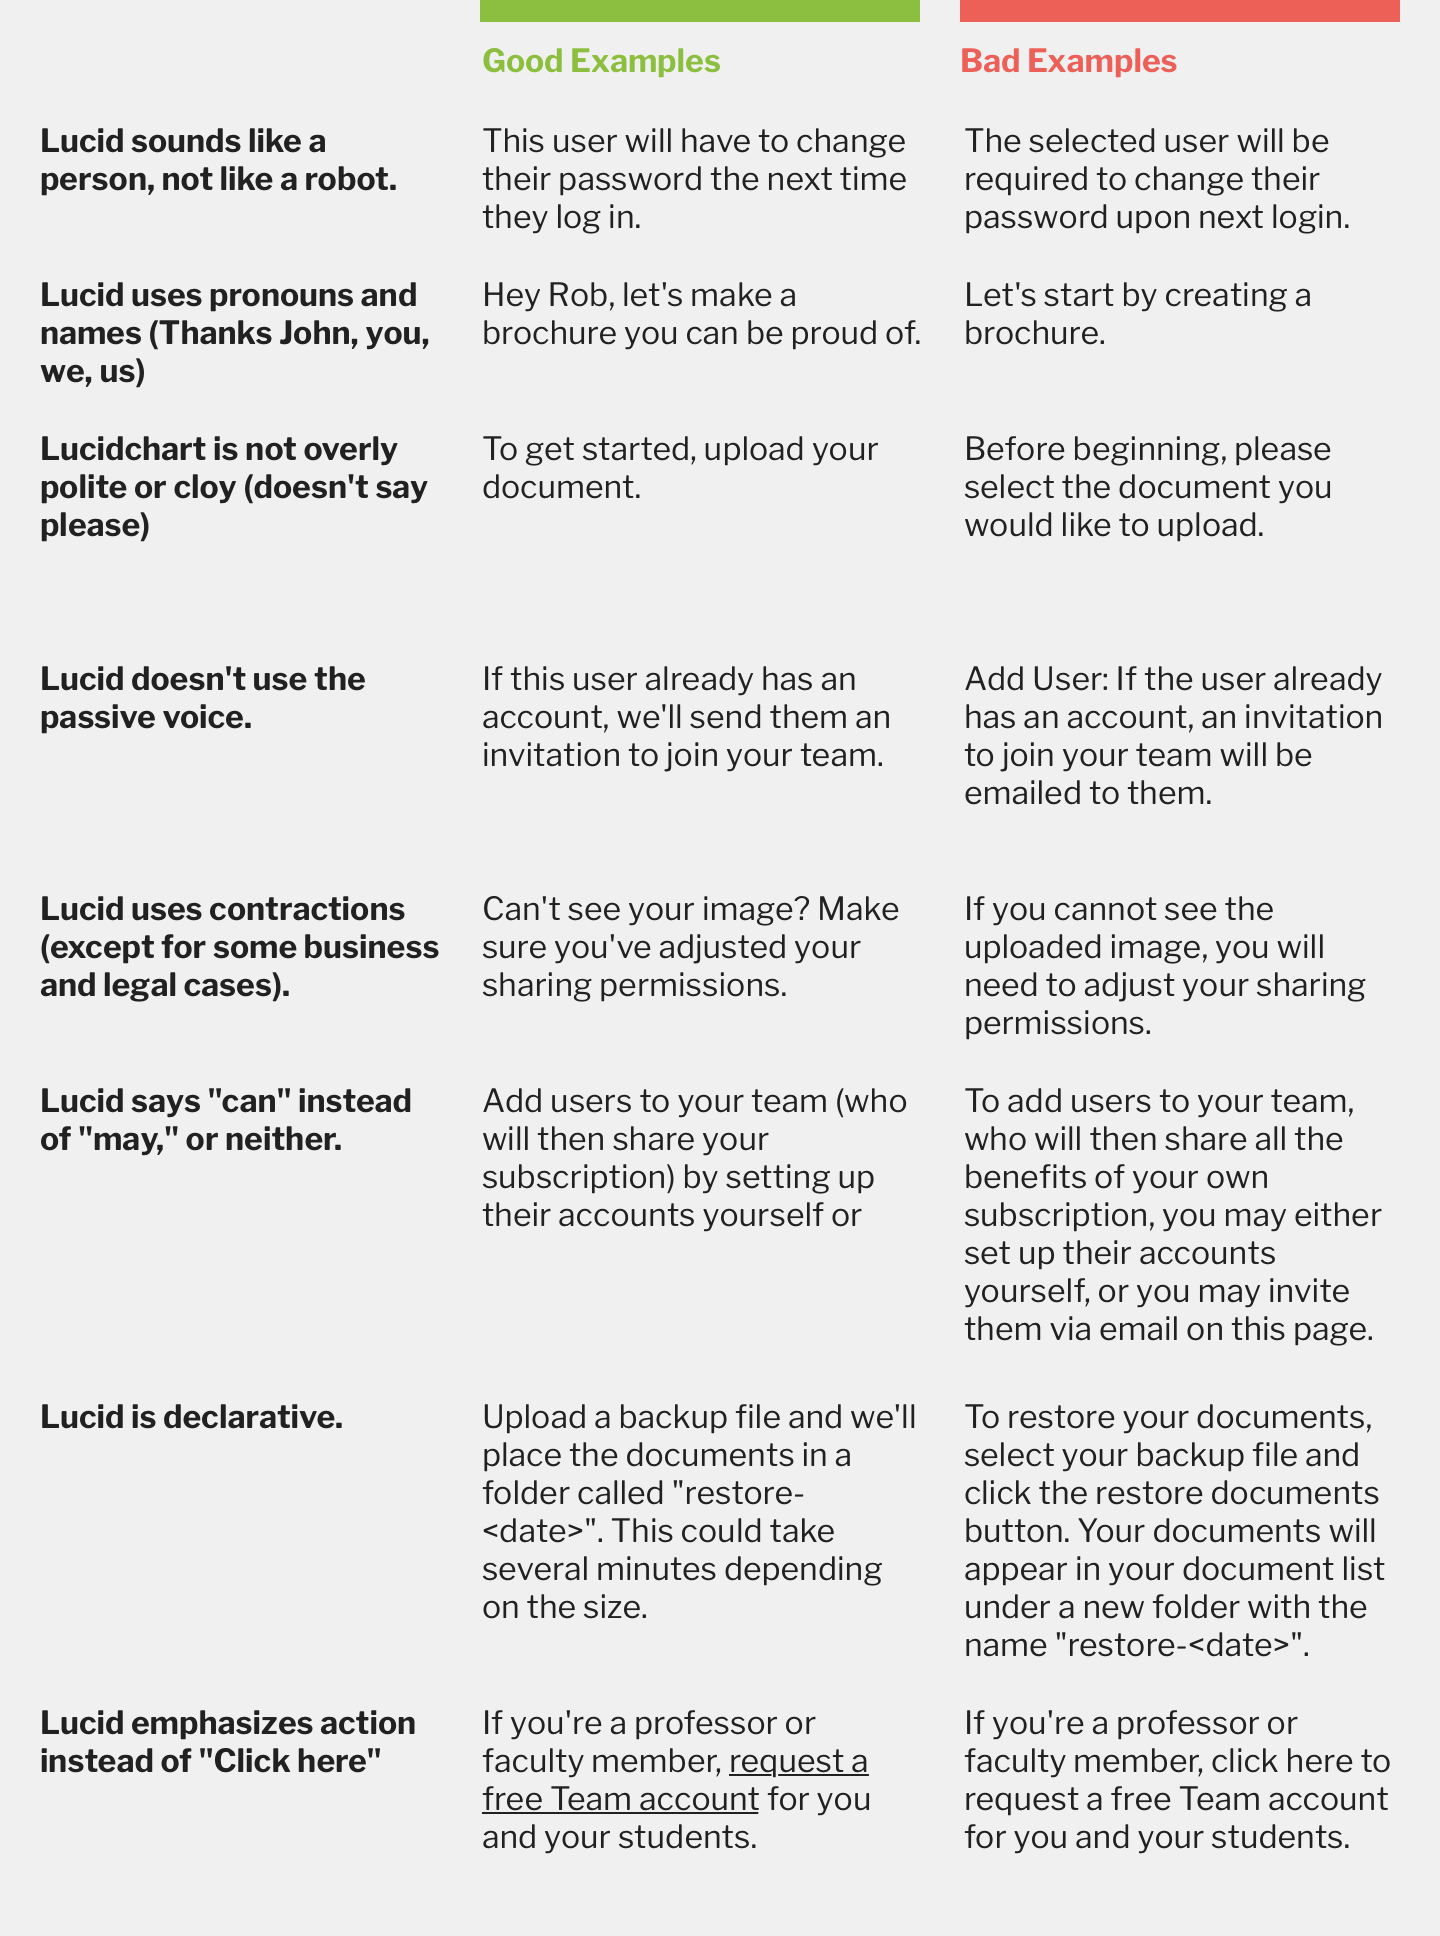 Good Examples
Bad Examples
Lucid sounds like a
person, not like a robot.
This user will have to change
their password the next time
they log in.
The selected user will be
required to change their
password upon next login.
Lucid uses pronouns and
names (Thanks John, you,
we, us)
Hey Rob, let's make a
brochure you can be proud of.
Let's start by creating a
brochure.
Lucidchart is not overly
polite or cloy (doesn't say
please)
To get started, upload your
document.
Before beginning, please
select the document you
would like to upload.
Lucid doesn't use the
passive voice.
If this user already has an
account, we'll send them an
invitation to join your team.
Add User: If the user already
has an account, an invitation
to join your team will be
emailed to them.
Lucid uses contractions
(except for some business
and legal cases).
Can't see your image? Make
sure you've adjusted your
sharing permissions.
If you cannot see the
uploaded image, you will
need to adjust your sharing
permissions.
Lucid says "can" instead
of "may," or neither.
Add users to your team (who
will then share your
subscription) by setting up
their accounts yourself or
To add users to your team,
who will then share all the
benefits of your own
subscription, you may either
set up their accounts
yourself, or you may invite
them via email on this page.
Lucid is declarative.
Upload a backup file and we'll
place the documents in a
folder called "restore-
<date>". This could take
several minutes depending
on the size.
To restore your documents,
select your backup file and
click the restore documents
button. Your documents will
appear in your document list
under a new folder with the
name "restore-<date>".
Lucid emphasizes action
instead of "Click here"
If you're a professor or
faculty member, request a
free Team account for you
and your students.
If you're a professor or
faculty member, click here to
request a free Team account
for you and your students.